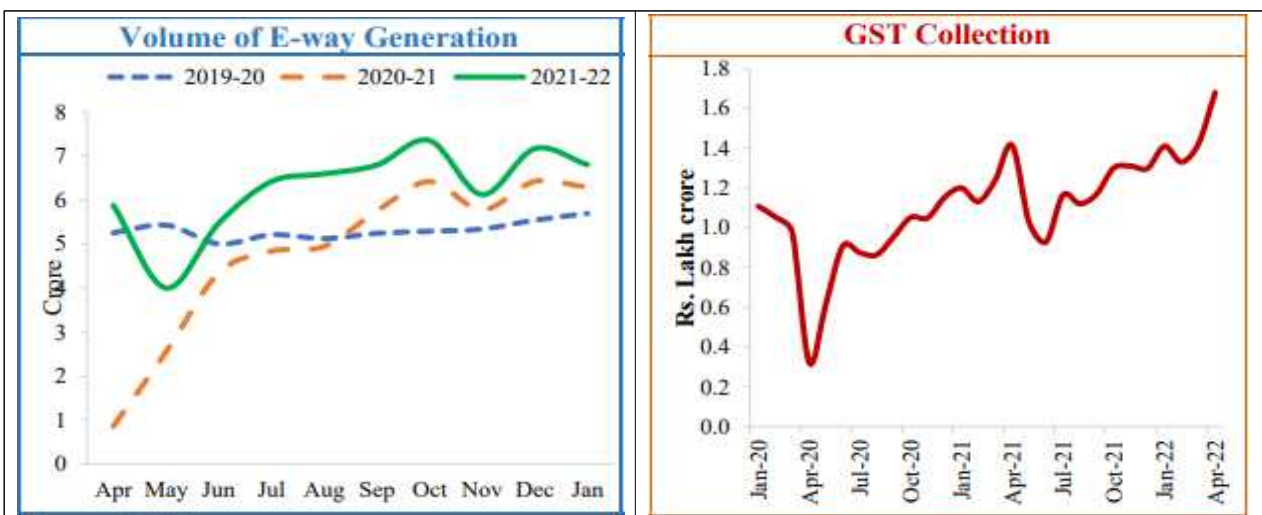 Volume of E-way Generation
2019-20 2020-21 2021-22
8
7
6
5
4
3
2
1
0
Crore
Apr May Jun Jul Aug Sep Oct Nov Dec Jan
GST Collection
1.8
1.6
1.4
1.2
1.0
0.8
0.6
0.4
0.2
0.0
Rs. Lakh crore
Jan-20 Apr-20 Jul-20 Oct-20 Jan-21 Apr-21 Jul-21 Oct-21 Jan-22 Apr-22